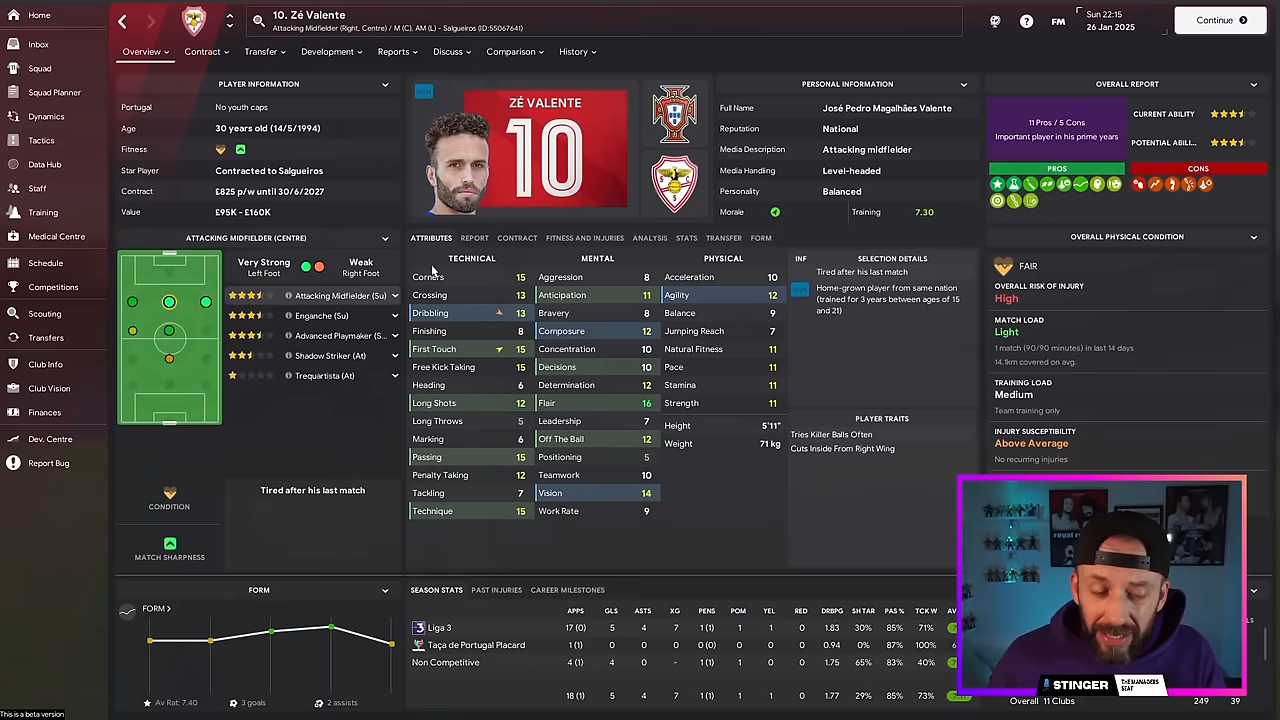 Home
Inbox
Squad
Squad Planner
Dynamics
Tactics
Data Hub
Staff
Training
Medical Centre
Schedule
Competitions
Scouting
Transfers
Club Info
Club Vision
Finances
Dev. Centre
Report Bug
This is a beta version
10. Zé Valente
Attacking Midfielder (Right, Centre) / M (C), AM (L) - Salgueiros (ID:55067641)
FM
Sun 22:15
26 Jan 2025
Continue
Overview Contract Transfer Development Reports Discuss Comparison History
PLAYER INFORMATION
Portugal No youth caps
Age 30 years old (14/5/1994)
Fitness
Star Player Contracted to Salgueiros
Contract £825 p/w until 30/6/2027
Value £95K - £160K
ZÉ VALENTE
10
PERSONAL INFORMATION
Full Name José Pedro Magalhães Valente
Reputation National
Media Description Attacking midfielder
Media Handling Level-headed
Personality Balanced
Morale Training 7.30
OVERALL REPORT
11 Pros / 5 Cons
Important player in his prime years
CURRENT ABILITY
POTENTIAL ABILI...
PROS CONS
ATTACKING MIDFIELDER (CENTRE)
Very Strong Weak
Left Foot Right Foot
Attacking Midfielder (Su)
Enganche (Su)
Advanced Playmaker (S...
Shadow Striker (At)
Trequartista (At)
CONDITION
MATCH SHARPNESS
Tired after his last match
ATTRIBUTES REPORT CONTRACT FITNESS AND INJURIES ANALYSIS STATS TRANSFER FORM
TECHNICAL
Corners 15
Crossing 13
Dribbling 13
Finishing 8
First Touch 15
Free Kick Taking 15
Heading 6
Long Shots 12
Long Throws 5
Marking 6
Passing 15
Penalty Taking 12
Tackling 7
Technique 15
MENTAL
Aggression 8
Anticipation 11
Bravery 8
Composure 12
Concentration 10
Decisions 10
Determination 12
Flair 16
Leadership 7
Off The Ball 12
Positioning 5
Teamwork 10
Vision 14
Work Rate 9
PHYSICAL
Acceleration 10
Agility 12
Balance 9
Jumping Reach 7
Natural Fitness 11
Pace 11
Stamina 11
Strength 11
Height 5'11"
Weight 71 kg
INF SELECTION DETAILS
Tired after his last match
Home-grown player from same nation
(trained for 3 years between ages of 15
and 21)
PLAYER TRAITS
Tries Killer Balls Often
Cuts Inside From Right Wing
OVERALL PHYSICAL CONDITION
FAIR
OVERALL RISK OF INJURY
High
MATCH LOAD
Light
1 match (90/90 minutes) in last 14 days
14.1km covered on avg.
TRAINING LOAD
Medium
Team training only
INJURY SUSCEPTIBILITY
Above Average
No recurring injuries
FORM
FORM >
Av Rat: 7.40 3 goals 2 assists
SEASON STATS PAST INJURIES CAREER MILESTONES
APPS GLS ASTS XG PENS POM YEL RED DRBPG SH TAR PAS % TCK W
3 Liga 3 17 (0) 5 4 7 1 (1) 1 1 0 1.83 30% 85% 71%
Taça de Portugal Placard 1 (1) 0 0 0 0 (0) 0 0 0 0.94 0% 87% 100%
Non Competitive 4 (1) 4 0 - 1 (1) 1 0 0 1.75 65% 83% 40%
18 (1) 5 4 7 1 (1) 1 1 0 1.77 29% 85% 73%
STINGER
THE MANAGERS
SEAT
Overall 11 Clubs 249 39